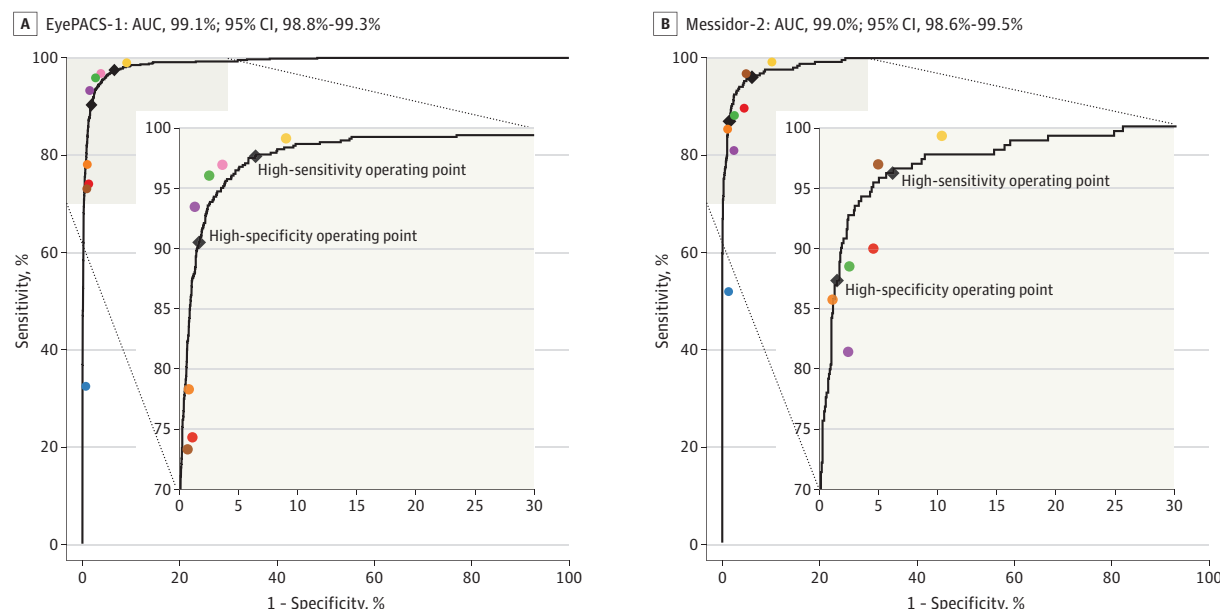 A EyePACS-1: AUC, 99.1%; 95% CI, 98.8%-99.3%
100
80
60
40
20
0
Sensitivity, %
100
95
90
85
80
75
70
High-sensitivity operating point
High-specificity operating point
0 5 10 15 20 25 30
0 20 40 60 80 100
1 - Specificity, %
B Messidor-2: AUC, 99.0%; 95% CI, 98.6%-99.5%
100
80
60
40
20
0
Sensitivity, %
100
95
90
85
80
75
70
High-sensitivity operating point
High-specificity operating point
0 5 10 15 20 25 30
0 20 40 60 80 100
1 - Specificity, %